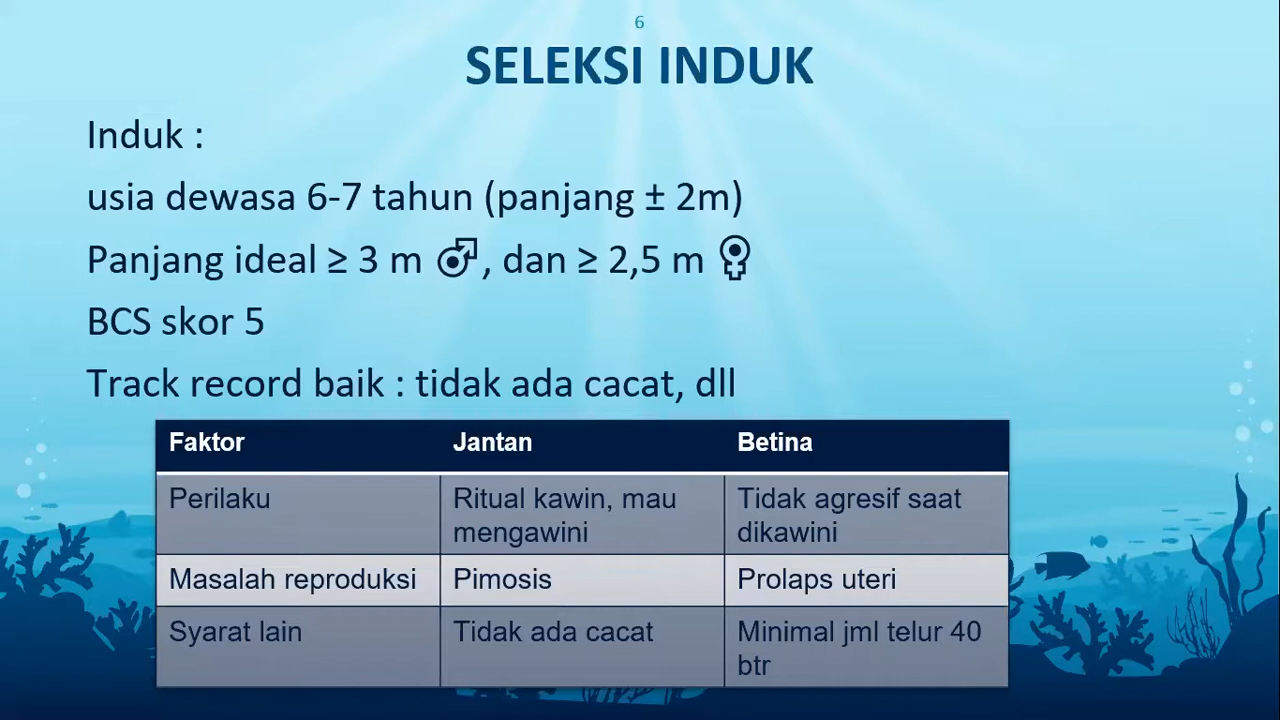 6
SELEKSI INDUK
Induk :
usia dewasa 6-7 tahun (panjang ± 2m)
Panjang ideal ≥ 3 m ♂, dan ≥ 2,5 m ♀
BCS skor 5
Track record baik : tidak ada cacat, dll
Faktor Jantan Betina
Perilaku Ritual kawin, mau Tidak agresif saat
mengawini dikawini
Masalah reproduksi Pimosis Prolaps uteri
Syarat lain Tidak ada cacat Minimal jml telur 40
btr